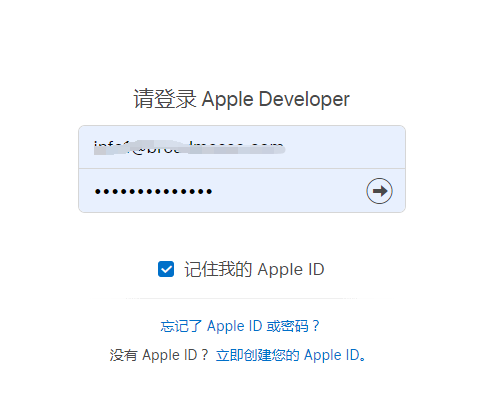 请登录 Apple Developer
••••••••••••••
记住我的 Apple ID
忘记了 Apple ID 或密码？
没有 Apple ID？ 立即创建您的 Apple ID。